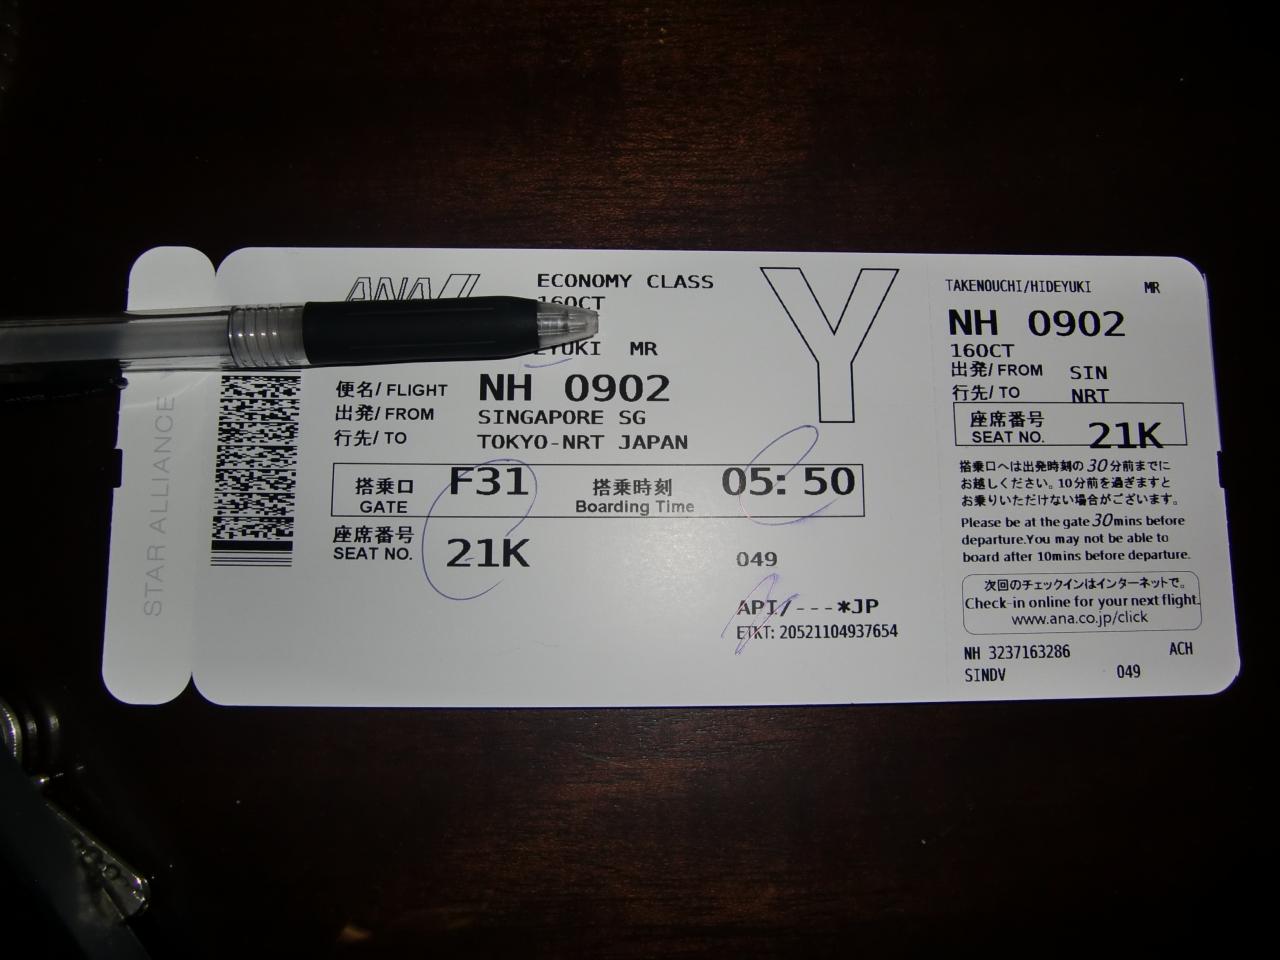 STAR ALLIANCE
ANA
ECONOMY CLASS
16OCT
MR
便名/ FLIGHT NH 0902
出発/ FROM SINGAPORE SG
行先/ TO TOKYO-NRT JAPAN
搭乗口 GATE F31 搭乗時刻 Boarding Time 05:50
座席番号
SEAT NO. 21K
049
API/---*JP
ETKT: 20521104937654
Y
TAKENOUCHI/HIDEYUKI MR
NH 0902
16OCT
出発/ FROM SIN
行先/ TO NRT
座席番号
SEAT NO. 21K
搭乗口へは出発時刻の30分前までに
お越しください。10分前を過ぎますと
お乗りいただけない場合がございます。
Please be at the gate 30mins before
departure.You may not be able to
board after 10mins before departure.
次回のチェックインはインターネットで。
Check-in online for your next flight.
www.ana.co.jp/click
NH 3237163286 ACH
SINDV 049